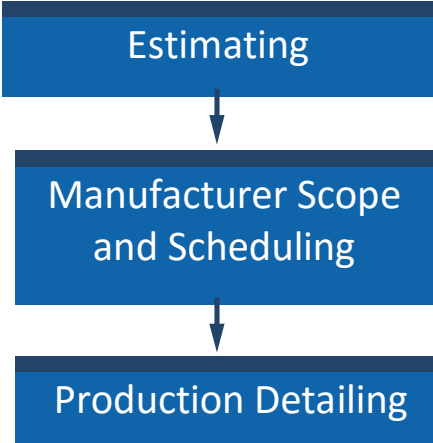 Estimating
Manufacturer Scope
and Scheduling
Production Detailing